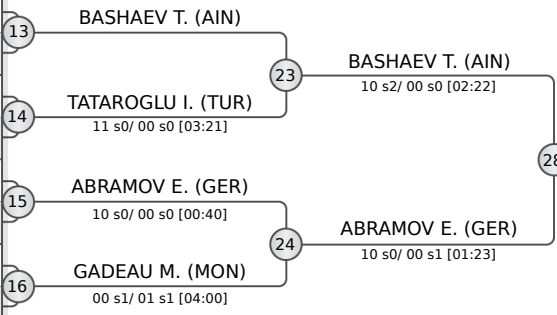 BASHAEV T. (AIN)
13
23
BASHAEV T. (AIN)
10 s2/ 00 s0 [02:22]
TATAROGLU I. (TUR)
14
11 s0/ 00 s0 [03:21]
28
ABRAMOV E. (GER)
15
10 s0/ 00 s0 [00:40]
24
ABRAMOV E. (GER)
10 s0/ 00 s1 [01:23]
GADEAU M. (MON)
16
00 s1/ 01 s1 [04:00]